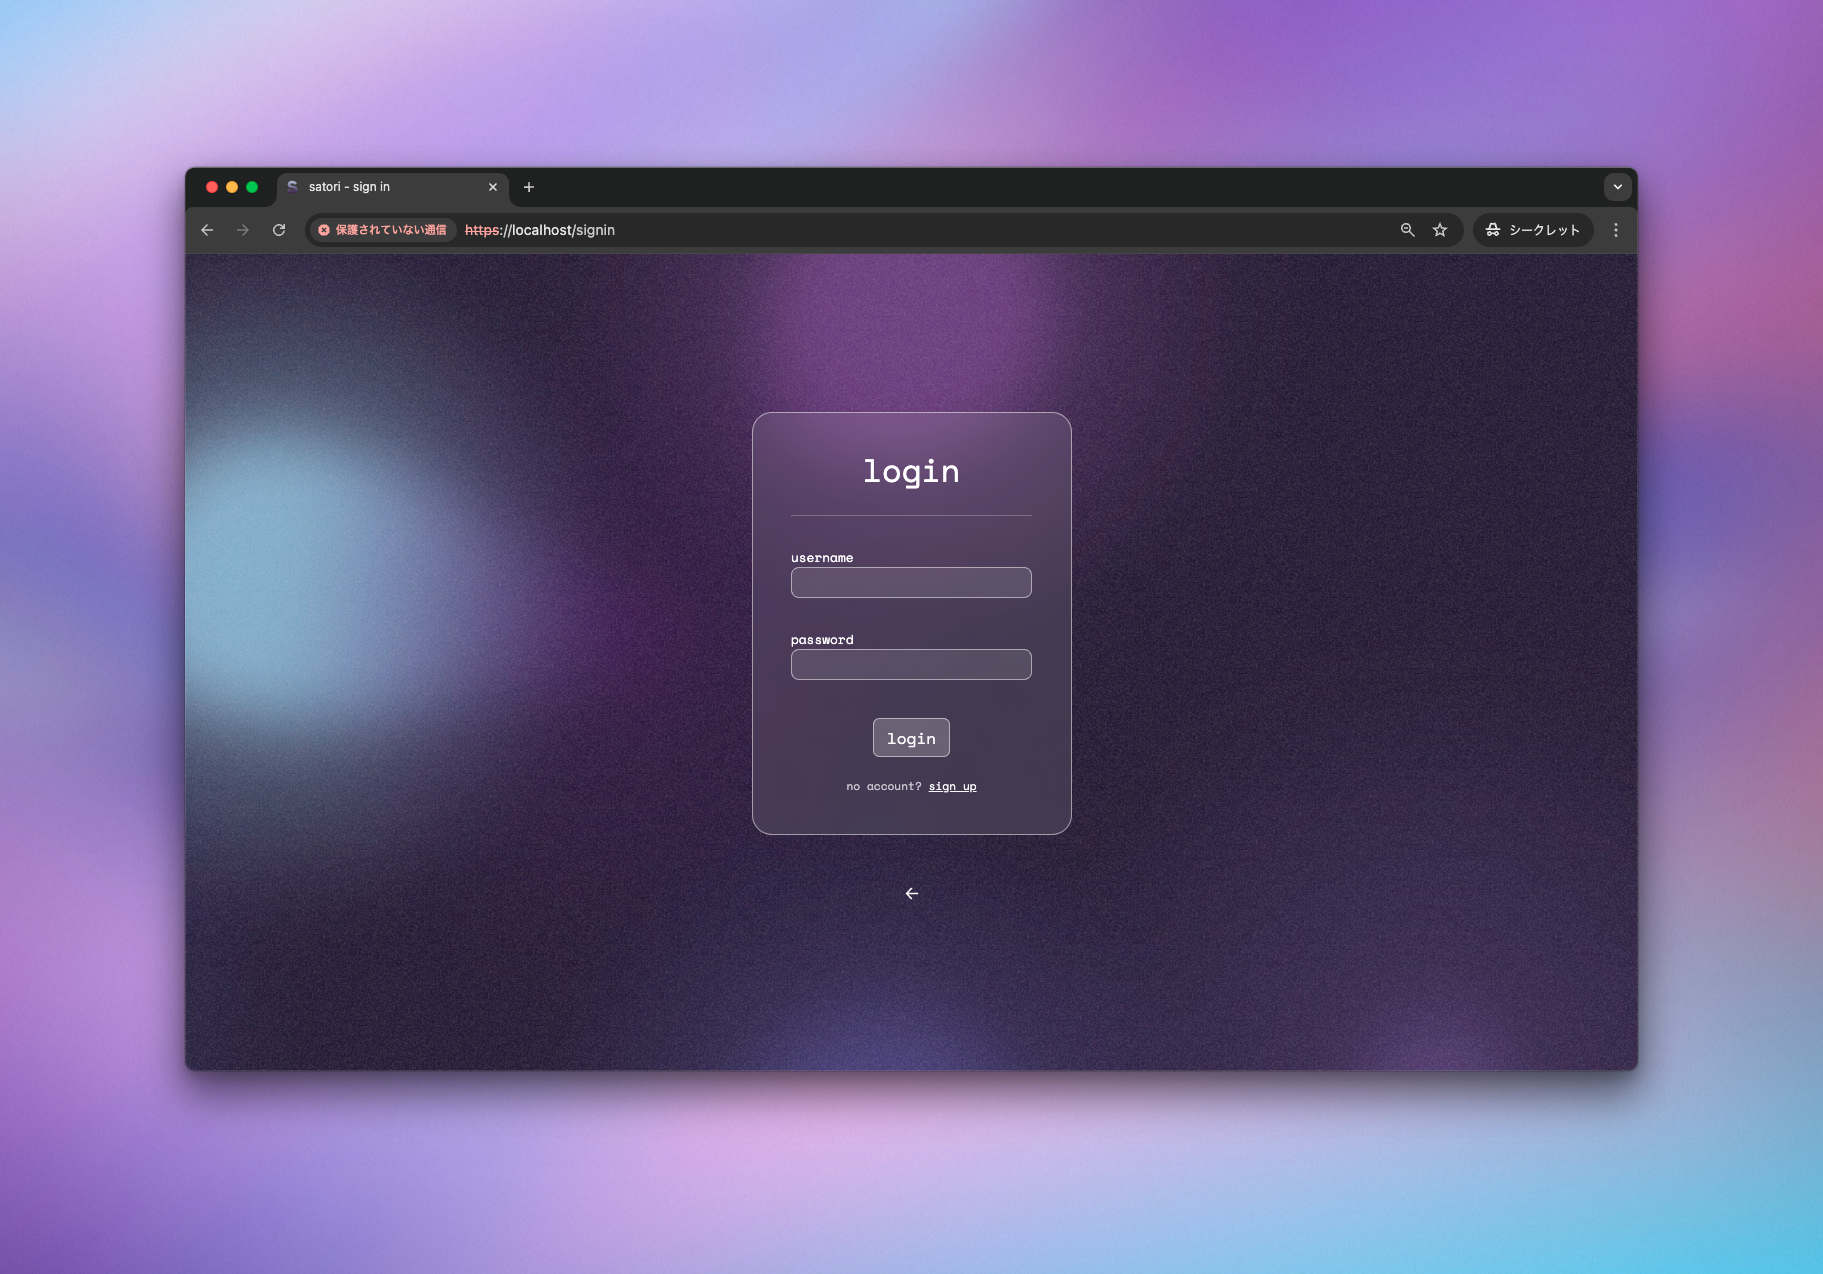 satori - sign in
保護されていない通信 https://localhost/signin シークレット
login
username
password
login
no account? sign up